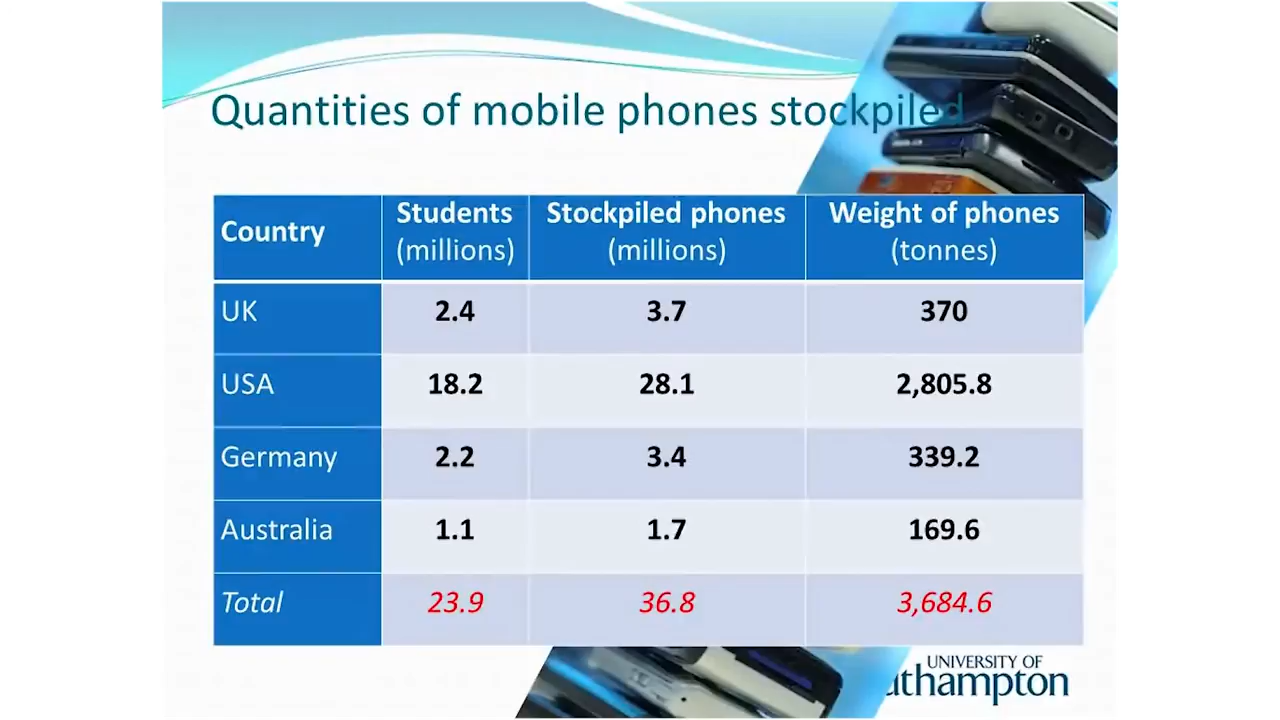 Quantities of mobile phones stockpiled
Country Students (millions) Stockpiled phones (millions) Weight of phones (tonnes)
UK 2.4 3.7 370
USA 18.2 28.1 2,805.8
Germany 2.2 3.4 339.2
Australia 1.1 1.7 169.6
Total 23.9 36.8 3,684.6
UNIVERSITY OF
uthampton